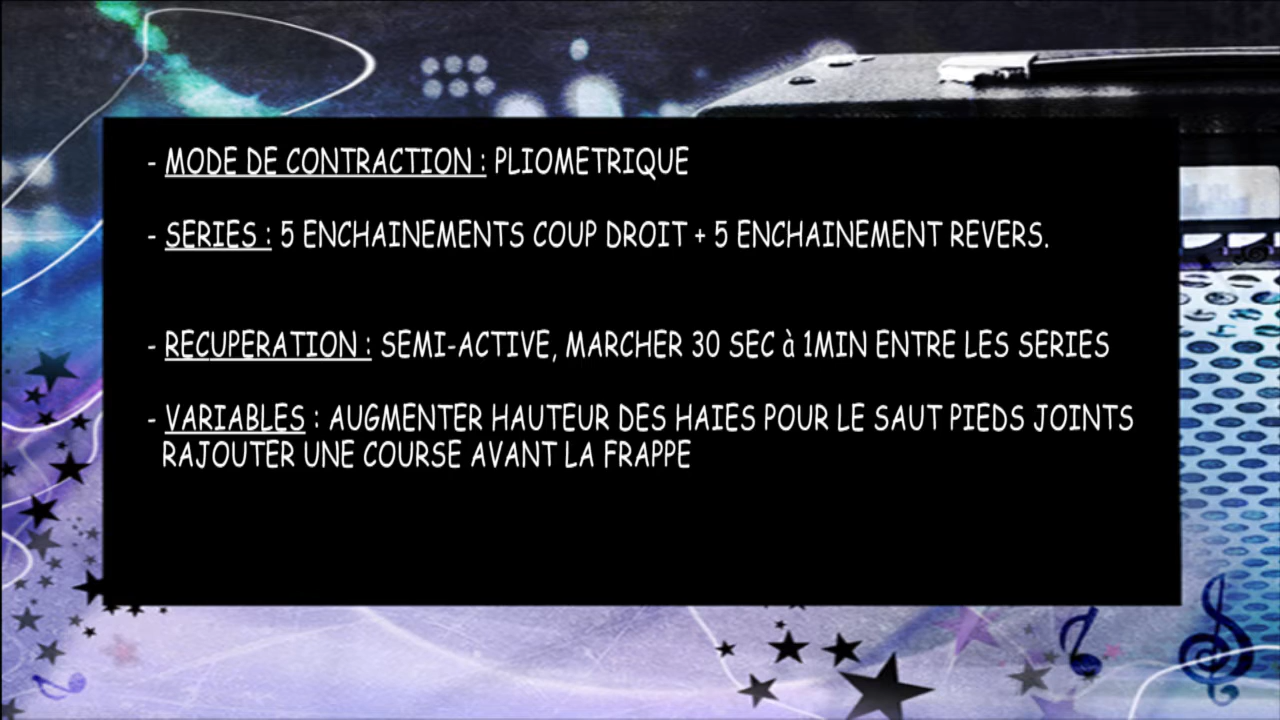 - MODE DE CONTRACTION : PLIOMETRIQUE
- SERIES : 5 ENCHAINEMENTS COUP DROIT + 5 ENCHAINEMENT REVERS.
- RECUPERATION : SEMI-ACTIVE, MARCHER 30 SEC à 1MIN ENTRE LES SERIES
- VARIABLES : AUGMENTER HAUTEUR DES HAIES POUR LE SAUT PIEDS JOINTS
RAJOUTER UNE COURSE AVANT LA FRAPPE